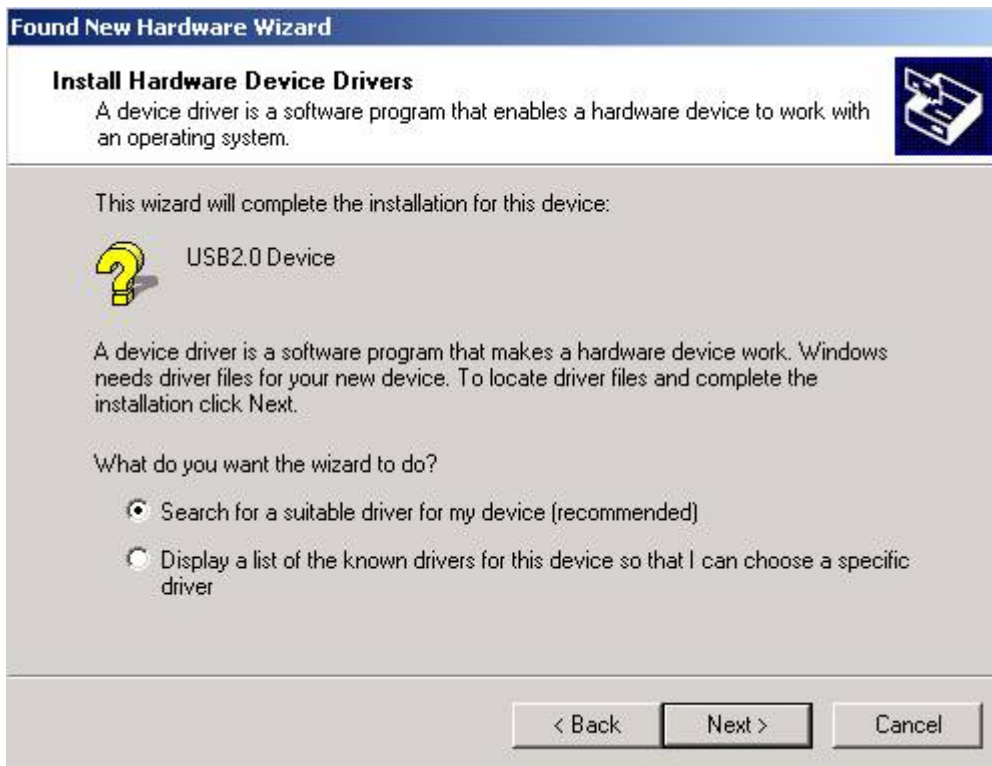 Found New Hardware Wizard
Install Hardware Device Drivers
A device driver is a software program that enables a hardware device to work with
an operating system.
This wizard will complete the installation for this device:
USB2.0 Device
A device driver is a software program that makes a hardware device work. Windows
needs driver files for your new device. To locate driver files and complete the
installation click Next.
What do you want the wizard to do?
Search for a suitable driver for my device (recommended)
Display a list of the known drivers for this device so that I can choose a specific
driver
< Back Next > Cancel